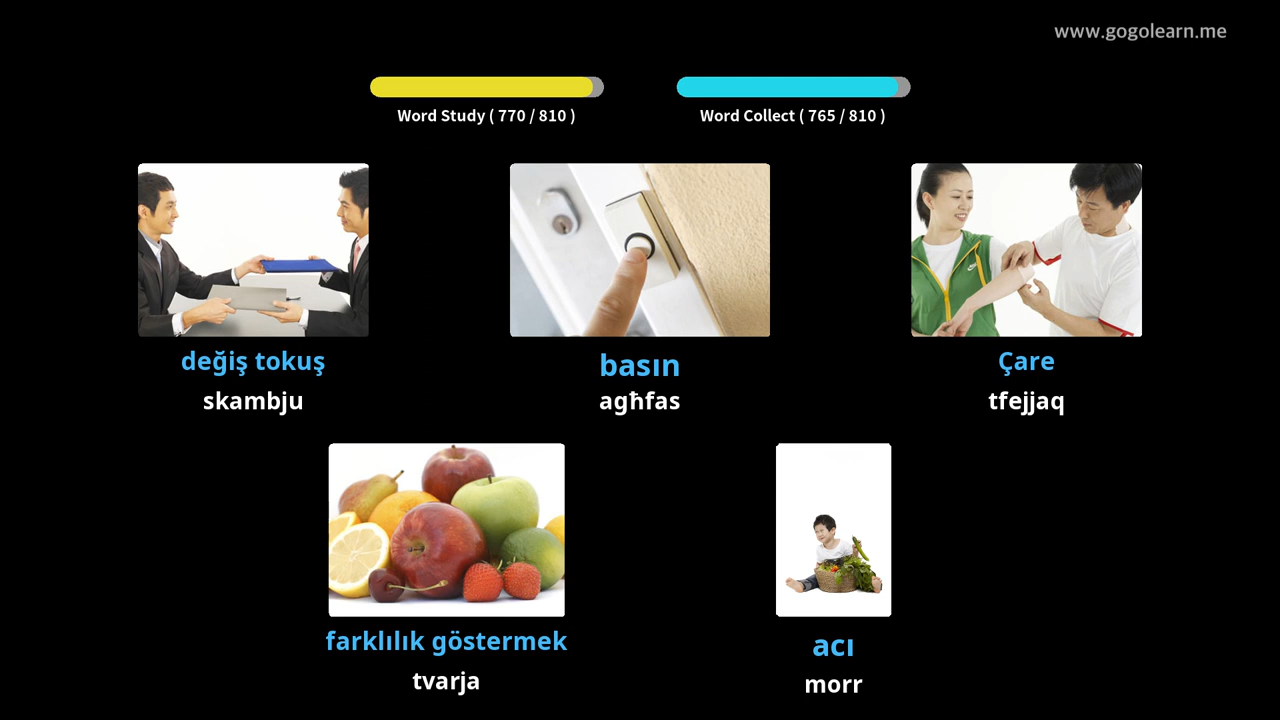 www.gogolearn.me
Word Study ( 770 / 810 )
Word Collect ( 765 / 810 )
değiş tokuş
skambju
basın
agħfas
Çare
tfejjaq
farklılık göstermek
tvarja
acı
morr